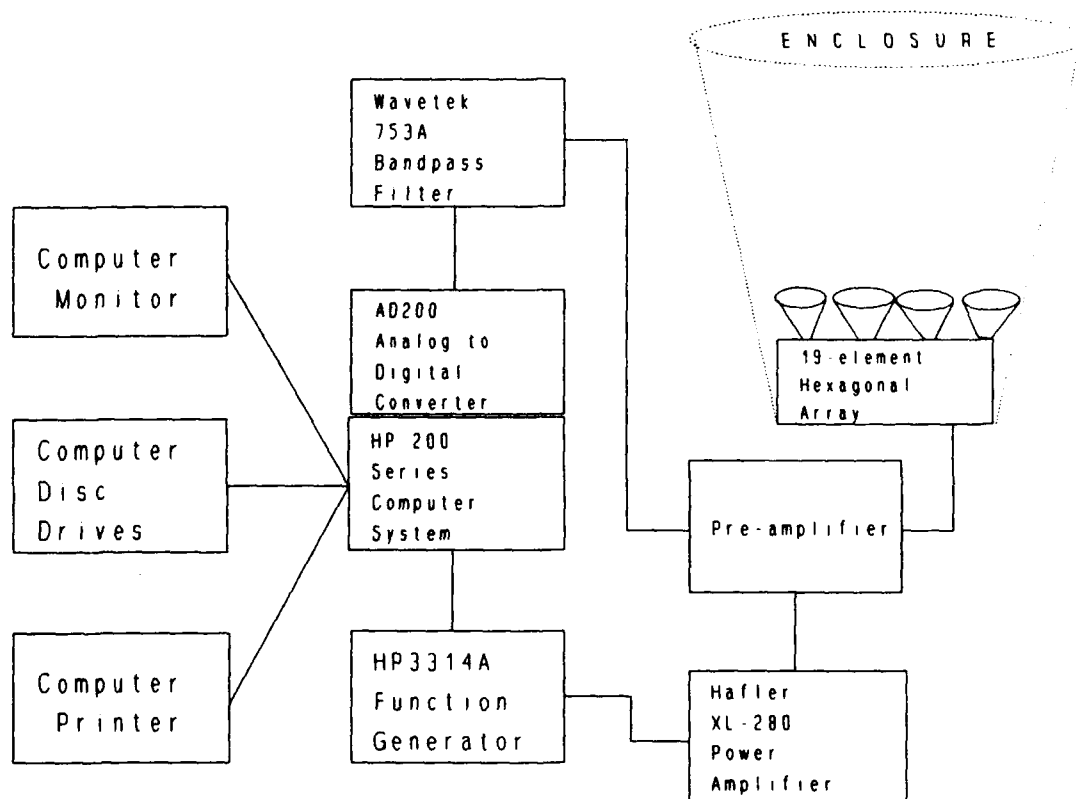 ENCLOSURE
Wavetek
753A
Bandpass
Filter
Computer
Monitor
AD200
Analog to
Digital
Converter
19-element
Hexagonal
Array
Computer
Disc
Drives
HP 200
Series
Computer
System
Pre-amplifier
Computer
Printer
HP3314A
Function
Generator
Hafler
XL-280
Power
Amplifier